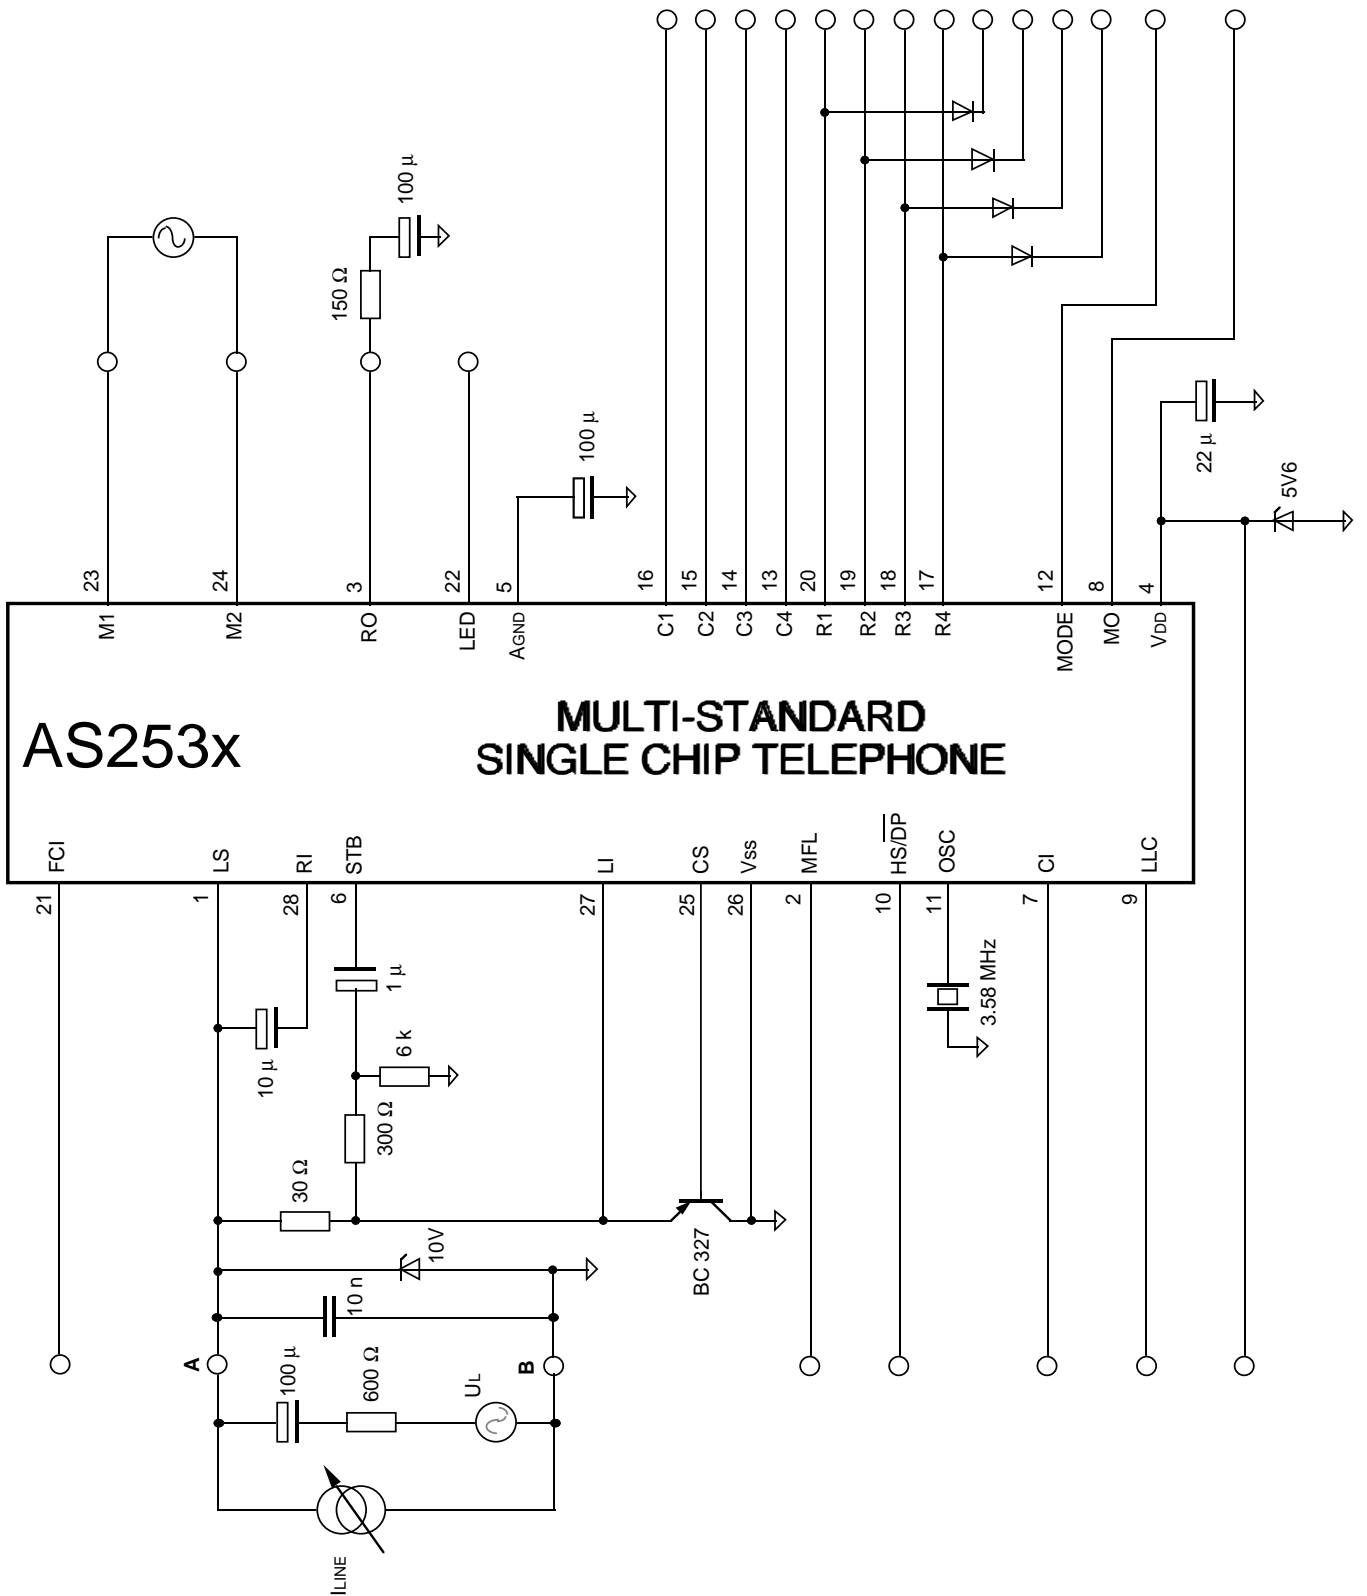 100 µ
150 Ω
100 µ
22 µ
5V6
23
24
3
22
5
16
15
14
13
20
19
18
17
12
8
4
M1
M2
RO
LED
AGND
C1
C2
C3
C4
R1
R2
R3
R4
MODE
MO
VDD
AS253x
MULTI-STANDARD
SINGLE CHIP TELEPHONE
FCI
LS
RI
STB
LI
CS
VSS
MFL
HS/DP
OSC
CI
LLC
21
1
28
6
27
25
26
2
10
11
7
9
1 µ
3.58 MHz
10 µ
6 k
300 Ω
30 Ω
10V
BC 327
10 n
A
B
100 µ
600 Ω
UL
ILINE